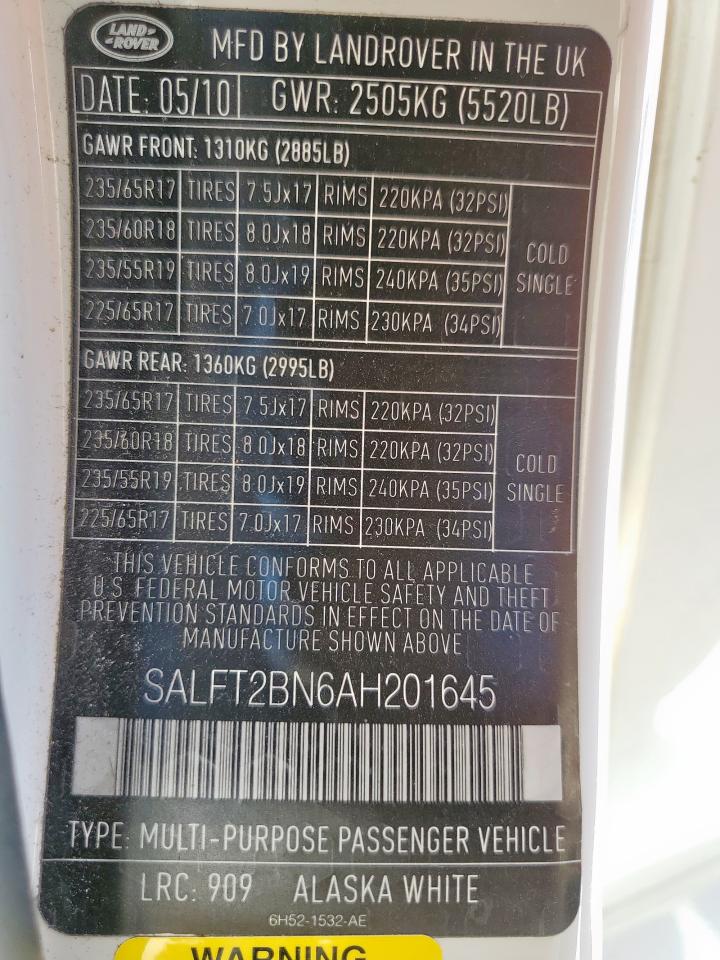 LAND ROVER
MFD BY LANDROVER IN THE UK
DATE: 05/10 GWR: 2505KG (5520LB)
GAWR FRONT: 1310KG (2885LB)
235/65R17 TIRES 7.5Jx17 RIMS 220KPA (32PSI)
235/60R18 TIRES 8.0Jx18 RIMS 220KPA (32PSI)
235/55R19 TIRES 8.0Jx19 RIMS 240KPA (35PSI)
225/65R17 TIRES 7.0Jx17 RIMS 230KPA (34PSI)
COLD
SINGLE
GAWR REAR: 1360KG (2995LB)
235/65R17 TIRES 7.5Jx17 RIMS 220KPA (32PSI)
235/60R18 TIRES 8.0Jx18 RIMS 220KPA (32PSI)
235/55R19 TIRES 8.0Jx19 RIMS 240KPA (35PSI)
225/65R17 TIRES 7.0Jx17 RIMS 230KPA (34PSI)
COLD
SINGLE
THIS VEHICLE CONFORMS TO ALL APPLICABLE
U.S. FEDERAL MOTOR VEHICLE SAFETY AND THEFT
PREVENTION STANDARDS IN EFFECT ON THE DATE OF
MANUFACTURE SHOWN ABOVE
SALFT2BN6AH201645
TYPE: MULTI-PURPOSE PASSENGER VEHICLE
LRC: 909 ALASKA WHITE
6H52-1532-AE
WARNING